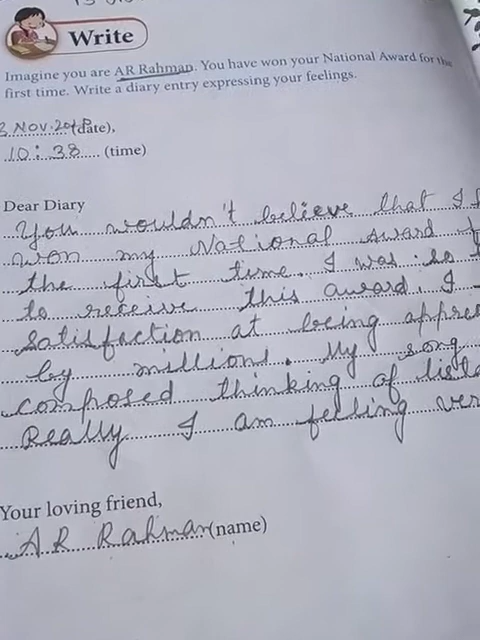 Write
Imagine you are AR Rahman. You have won your National Award for the
first time. Write a diary entry expressing your feelings.
Nov. 2018 (date),
10:38 (time)
Dear Diary
You wouldn't believe that I
won my National Award
the first time. I was so
to receive this award. I
satisfaction at being
by millions. My song
composed thinking of
Really I am feeling
Your loving friend,
AR Rahman (name)